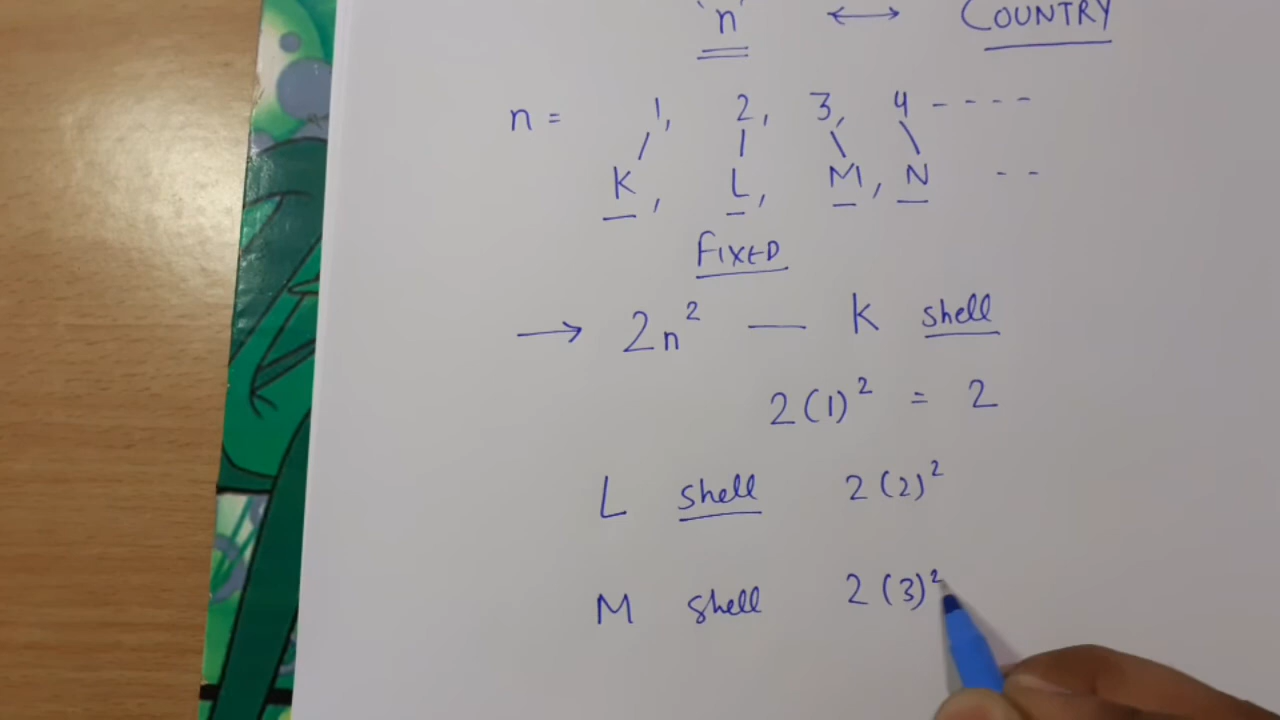 'n' ↔ COUNTRY
n = 1, 2, 3, 4 ----
K, L, M, N --
FIXED
→ 2n² — K shell
2(1)² = 2
L shell 2(2)²
M shell 2(3)²